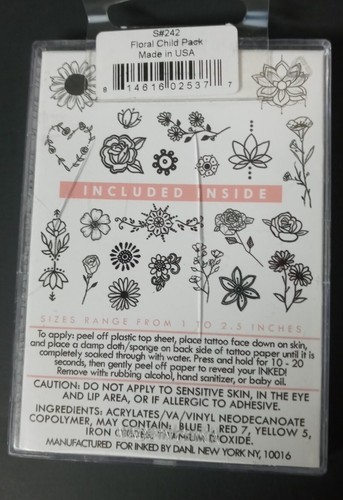 S#242
Floral Child Pack
Made in USA
8 14616 02537 7
INCLUDED INSIDE
SIZES RANGE FROM 1 TO 2.5 INCHES
To apply: peel off plastic top sheet, place tattoo face down on skin,
and place a damp cloth/sponge on back side of tattoo paper until it is
completely soaked through with water. Press and hold for 10 - 20
seconds, then gently peel off paper to reveal your INKED!
Remove with rubbing alcohol, hand sanitizer, or baby oil.
CAUTION: DO NOT APPLY TO SENSITIVE SKIN, IN THE EYE
AND LIP AREA, OR IF ALLERGIC TO ADHESIVE.
INGREDIENTS: ACRYLATES/VA/VINYL NEODECANOATE
COPOLYMER, MAY CONTAIN: BLUE 1, RED 7, YELLOW 5,
IRON OXIDES, TITANIUM DIOXIDE.
MANUFACTURED FOR INKED BY DANI, NEW YORK NY, 10016